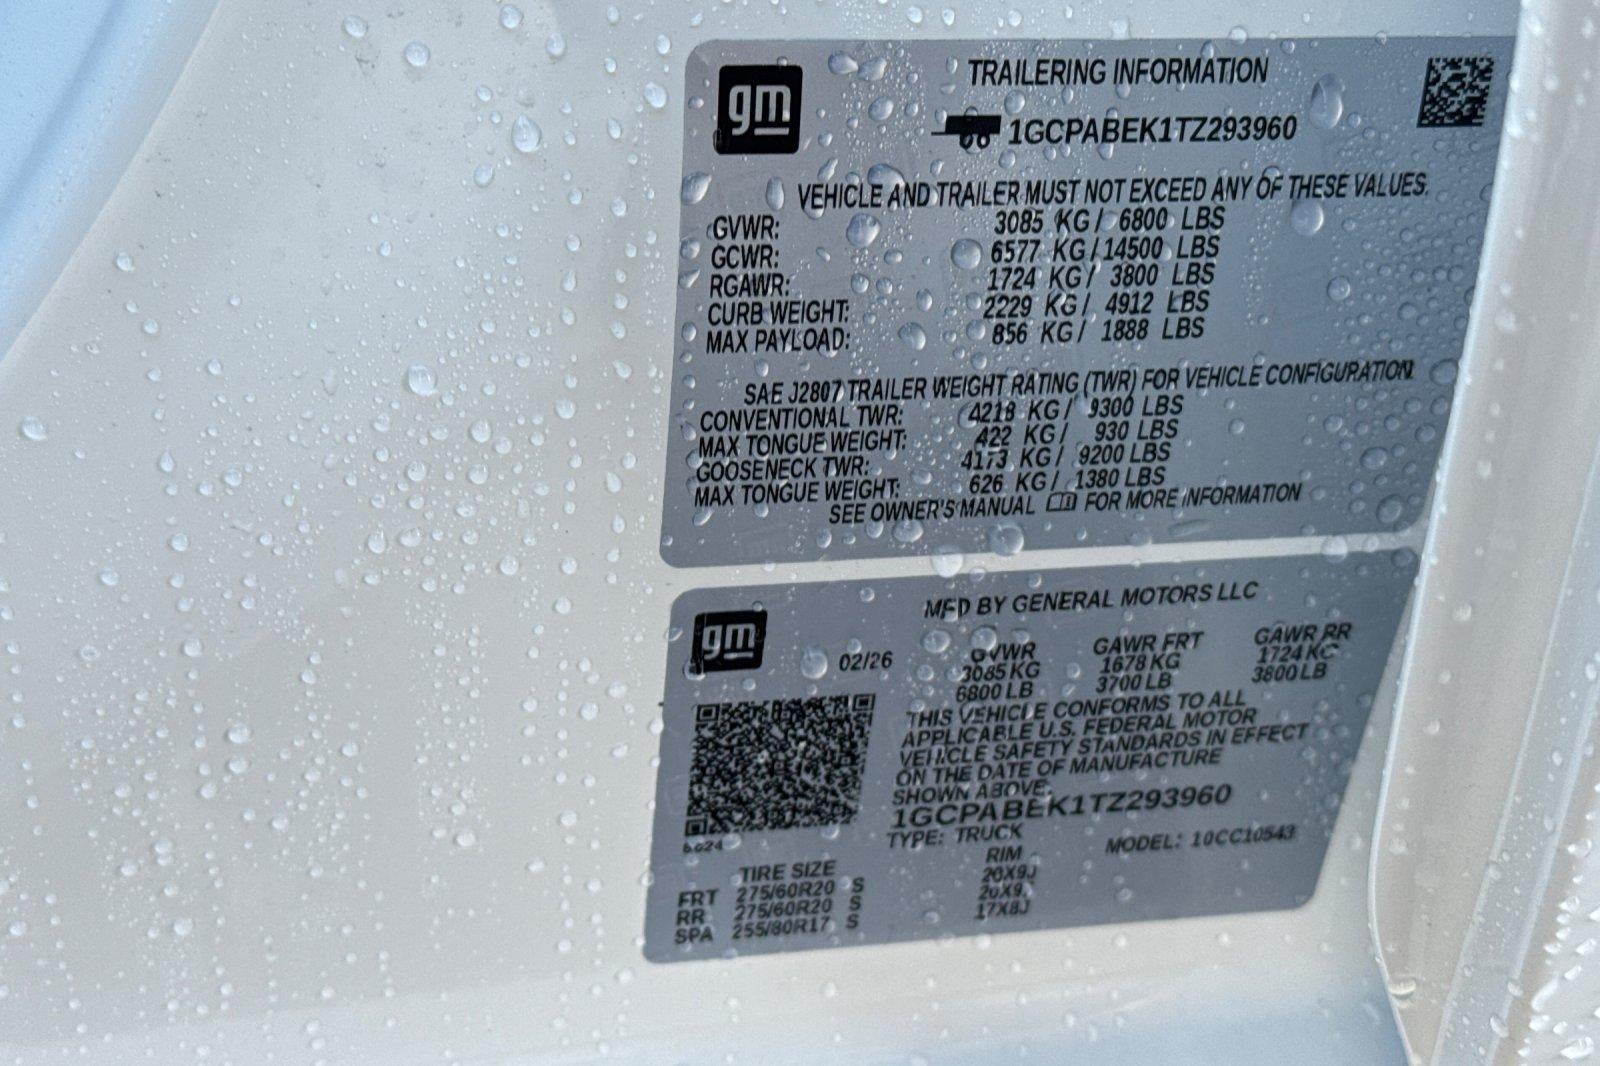 gm
TRAILERING INFORMATION
1GCPABEK1TZ293960
VEHICLE AND TRAILER MUST NOT EXCEED ANY OF THESE VALUES.
GVWR: 3085 KG/ 6800 LBS
GCWR: 6577 KG/14500 LBS
RGAWR: 1724 KG/ 3800 LBS
CURB WEIGHT: 2229 KG/ 4912 LBS
MAX PAYLOAD: 856 KG/ 1888 LBS
SAE J2807 TRAILER WEIGHT RATING (TWR) FOR VEHICLE CONFIGURATION
CONVENTIONAL TWR: 4218 KG/ 9300 LBS
MAX TONGUE WEIGHT: 422 KG/ 930 LBS
GOOSENECK TWR: 4173 KG/ 9200 LBS
MAX TONGUE WEIGHT: 626 KG/ 1380 LBS
SEE OWNER'S MANUAL FOR MORE INFORMATION
gm
MFD BY GENERAL MOTORS LLC
02/26
GVWR GAWR FRT GAWR RR
3085 KG 1678 KG 1724 KG
6800 LB 3700 LB 3800 LB
THIS VEHICLE CONFORMS TO ALL
APPLICABLE U.S. FEDERAL MOTOR
VEHICLE SAFETY STANDARDS IN EFFECT
ON THE DATE OF MANUFACTURE
SHOWN ABOVE.
1GCPABEK1TZ293960
TYPE: TRUCK MODEL: 10CC10543
TIRE SIZE RIM
FRT 275/60R20 S 20X9J
RR 275/60R20 S 20X9J
SPA 255/80R17 S 17X8J